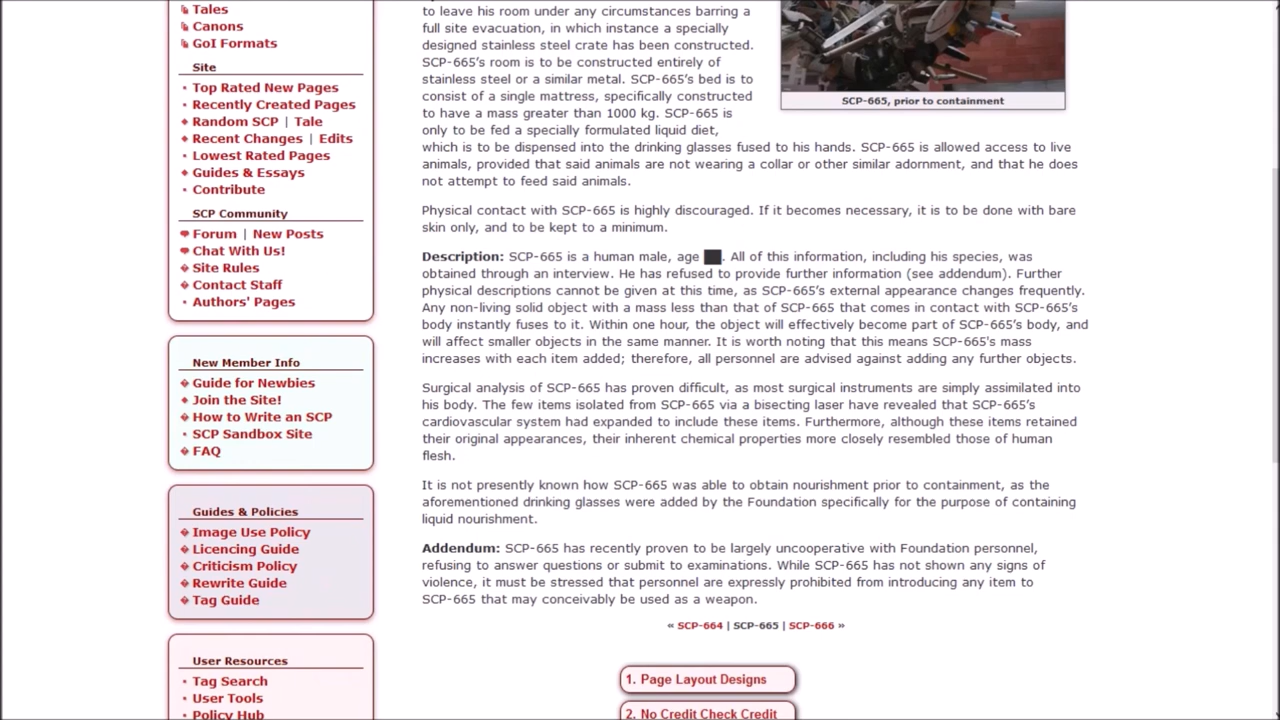 Tales
Canons
GoI Formats
Site
Top Rated New Pages
Recently Created Pages
Random SCP | Tale
Recent Changes | Edits
Lowest Rated Pages
Guides & Essays
Contribute
SCP Community
Forum | New Posts
Chat With Us!
Site Rules
Contact Staff
Authors' Pages
New Member Info
Guide for Newbies
Join the Site!
How to Write an SCP
SCP Sandbox Site
FAQ
Guides & Policies
Image Use Policy
Licencing Guide
Criticism Policy
Rewrite Guide
Tag Guide
User Resources
Tag Search
User Tools
Policy Hub
to leave his room under any circumstances barring a
full site evacuation, in which instance a specially
designed stainless steel crate has been constructed.
SCP-665's room is to be constructed entirely of
stainless steel or a similar metal. SCP-665's bed is to
consist of a single mattress, specifically constructed
to have a mass greater than 1000 kg. SCP-665 is
only to be fed a specially formulated liquid diet,
which is to be dispensed into the drinking glasses fused to his hands. SCP-665 is allowed access to live
animals, provided that said animals are not wearing a collar or other similar adornment, and that he does
not attempt to feed said animals.
SCP-665, prior to containment
Physical contact with SCP-665 is highly discouraged. If it becomes necessary, it is to be done with bare
skin only, and to be kept to a minimum.
Description: SCP-665 is a human male, age ██. All of this information, including his species, was
obtained through an interview. He has refused to provide further information (see addendum). Further
physical descriptions cannot be given at this time, as SCP-665's external appearance changes frequently.
Any non-living solid object with a mass less than that of SCP-665 that comes in contact with SCP-665's
body instantly fuses to it. Within one hour, the object will effectively become part of SCP-665's body, and
will affect smaller objects in the same manner. It is worth noting that this means SCP-665's mass
increases with each item added; therefore, all personnel are advised against adding any further objects.
Surgical analysis of SCP-665 has proven difficult, as most surgical instruments are simply assimilated into
his body. The few items isolated from SCP-665 via a bisecting laser have revealed that SCP-665's
cardiovascular system had expanded to include these items. Furthermore, although these items retained
their original appearances, their inherent chemical properties more closely resembled those of human
flesh.
It is not presently known how SCP-665 was able to obtain nourishment prior to containment, as the
aforementioned drinking glasses were added by the Foundation specifically for the purpose of containing
liquid nourishment.
Addendum: SCP-665 has recently proven to be largely uncooperative with Foundation personnel,
refusing to answer questions or submit to examinations. While SCP-665 has not shown any signs of
violence, it must be stressed that personnel are expressly prohibited from introducing any item to
SCP-665 that may conceivably be used as a weapon.
« SCP-664 | SCP-665 | SCP-666 »
1. Page Layout Designs
2. No Credit Check Credit